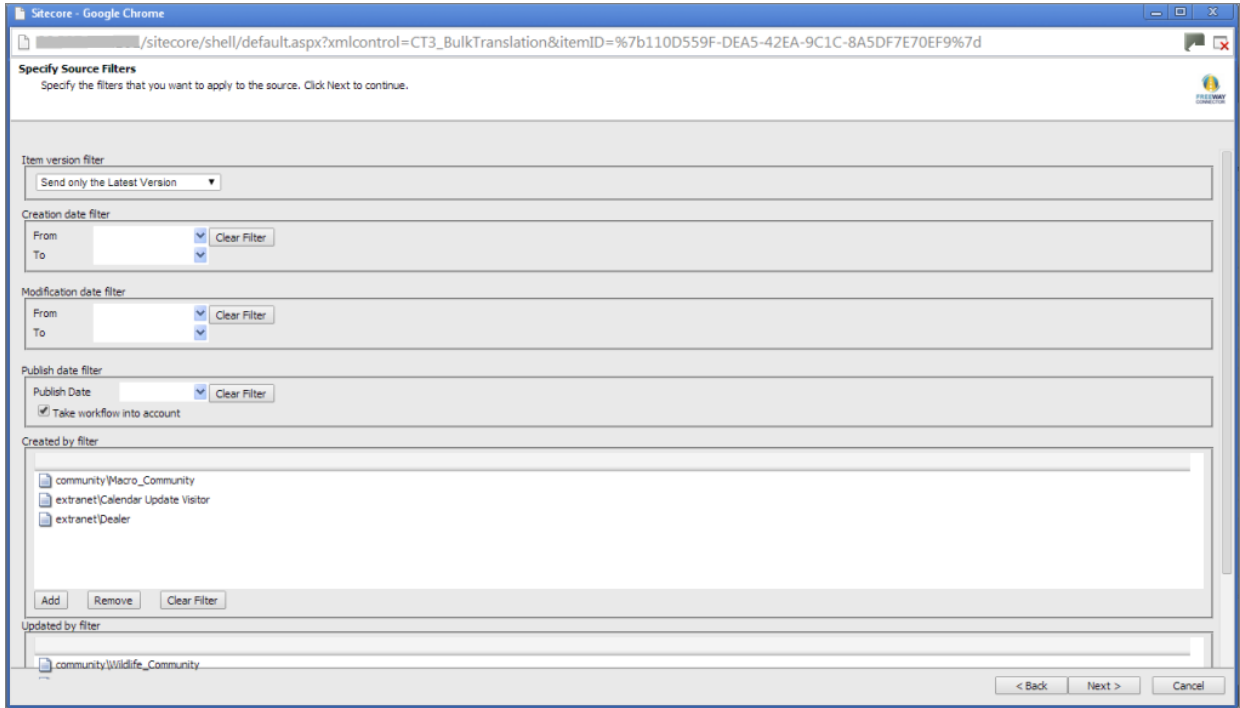 Sitecore - Google Chrome
/sitecore/shell/default.aspx?xmlcontrol=CT3_BulkTranslation&itemID=%7b110D559F-DEA5-42EA-9C1C-8A5DF7E70EF9%7d
Specify Source Filters
Specify the filters that you want to apply to the source. Click Next to continue.
FREEWAY
CONNECTOR
Item version filter
Send only the Latest Version
Creation date filter
From Clear Filter
To
Modification date filter
From Clear Filter
To
Publish date filter
Publish Date Clear Filter
Take workflow into account
Created by filter
community\Macro_Community
extranet\Calendar Update Visitor
extranet\Dealer
Add Remove Clear Filter
Updated by filter
community\Wildlife_Community
< Back Next > Cancel